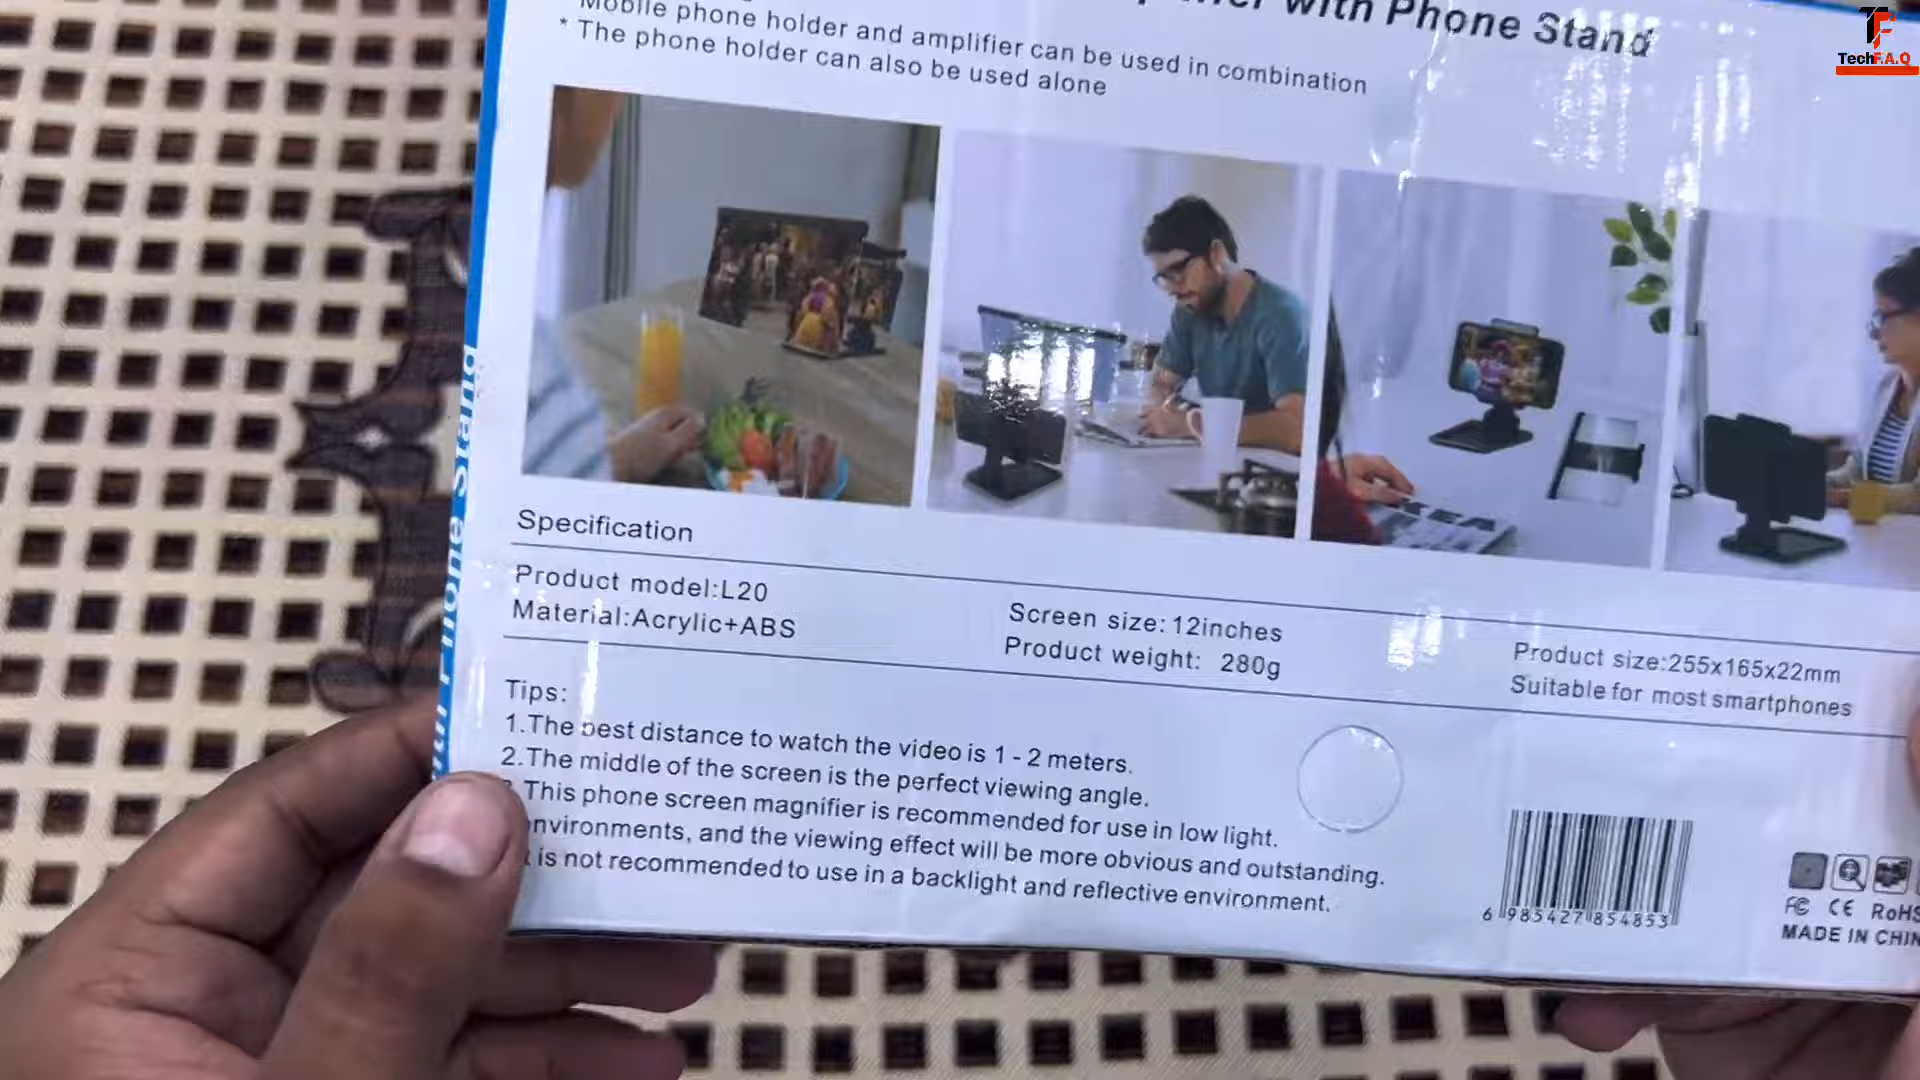 with Phone Stand
Mobile phone holder and amplifier can be used in combination
* The phone holder can also be used alone
TechF.A.Q
Phone Stand
KEA
Specification
Product model:L20
Material:Acrylic+ABS
Screen size:12inches
Product weight: 280g
Product size:255x165x22mm
Suitable for most smartphones
Tips:
1.The best distance to watch the video is 1 - 2 meters.
2.The middle of the screen is the perfect viewing angle.
This phone screen magnifier is recommended for use in low light.
nvironments, and the viewing effect will be more obvious and outstanding.
is not recommended to use in a backlight and reflective environment.
6 985427 854853
FC CE RoHS
MADE IN CHIN